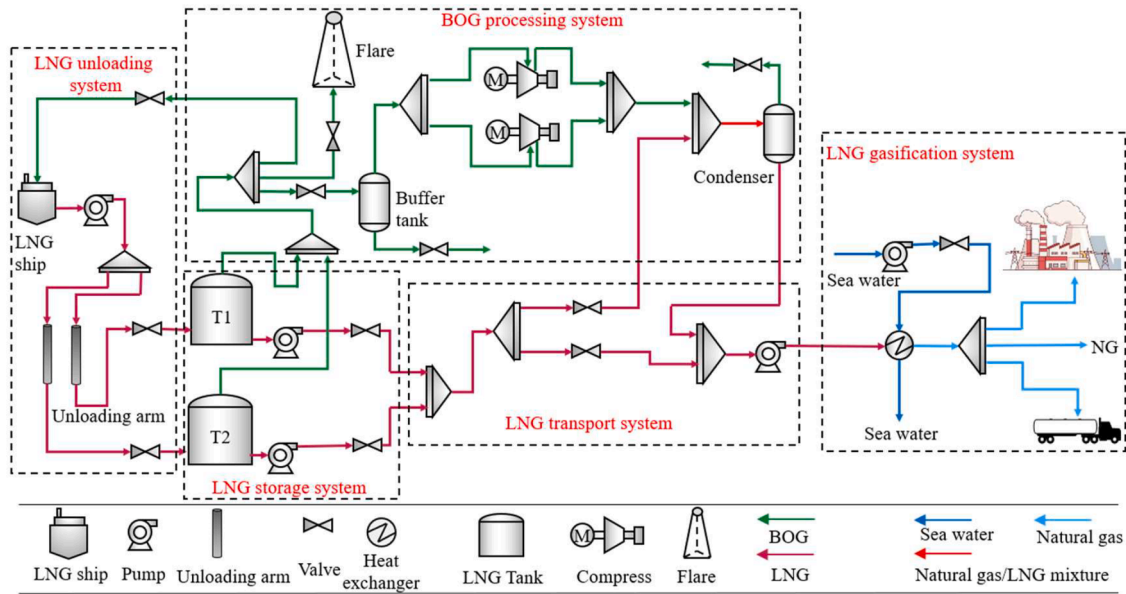 BOG processing system
Flare
LNG unloading
system
M
M
Condenser
Buffer
tank
LNG
ship
Unloading arm
T1
T2
LNG storage system
LNG transport system
LNG gasification system
Sea water
NG
Sea water
LNG ship
Pump
Unloading arm
Valve
Heat
exchanger
LNG Tank
M
Compress
Flare
BOG
LNG
Sea water
Natural gas/LNG mixture
Natural gas